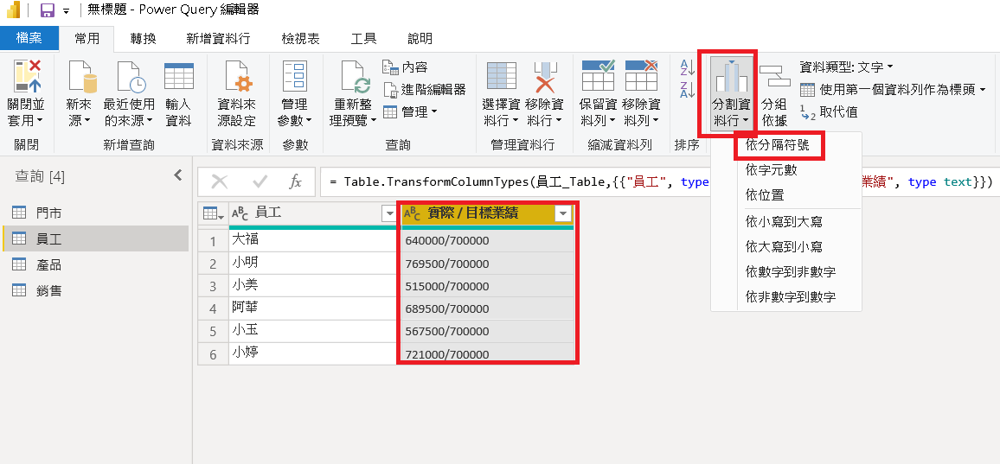 無標題 - Power Query 編輯器
檔案 常用 轉換 新增資料行 檢視表 工具 說明
關閉並套用
關閉
新來源
最近使用的來源
輸入資料
新增查詢
資料來源設定
資料來源
管理參數
參數
重新整理預覽
內容
進階編輯器
管理
查詢
選擇資料行
移除資料行
管理資料行
保留資料列
移除資料列
縮減資料列
A
Z
Z
A
排序
分割資料行
分組依據
資料類型: 文字
使用第一個資料列作為標頭
1
2
取代值
依分隔符號
依字元數
依位置
依小寫到大寫
依大寫到小寫
依數字到非數字
依非數字到數字
查詢 [4]
門市
員工
產品
銷售
fx
= Table.TransformColumnTypes(員工_Table,{{"員工", type
業績", type text}})
ABC 員工 ABC 實際 / 目標業績
1 大福 640000/700000
2 小明 769500/700000
3 小美 515000/700000
4 阿華 689500/700000
5 小玉 567500/700000
6 小婷 721000/700000